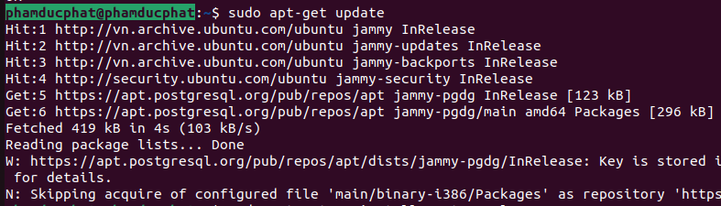 phamducphat@phamducphat:~$ sudo apt-get update
Hit:1 http://vn.archive.ubuntu.com/ubuntu jammy InRelease
Hit:2 http://vn.archive.ubuntu.com/ubuntu jammy-updates InRelease
Hit:3 http://vn.archive.ubuntu.com/ubuntu jammy-backports InRelease
Hit:4 http://security.ubuntu.com/ubuntu jammy-security InRelease
Get:5 https://apt.postgresql.org/pub/repos/apt jammy-pgdg InRelease [123 kB]
Get:6 https://apt.postgresql.org/pub/repos/apt jammy-pgdg/main amd64 Packages [296 kB]
Fetched 419 kB in 4s (103 kB/s)
Reading package lists... Done
W: https://apt.postgresql.org/pub/repos/apt/dists/jammy-pgdg/InRelease: Key is stored i
for details.
N: Skipping acquire of configured file 'main/binary-i386/Packages' as repository 'https